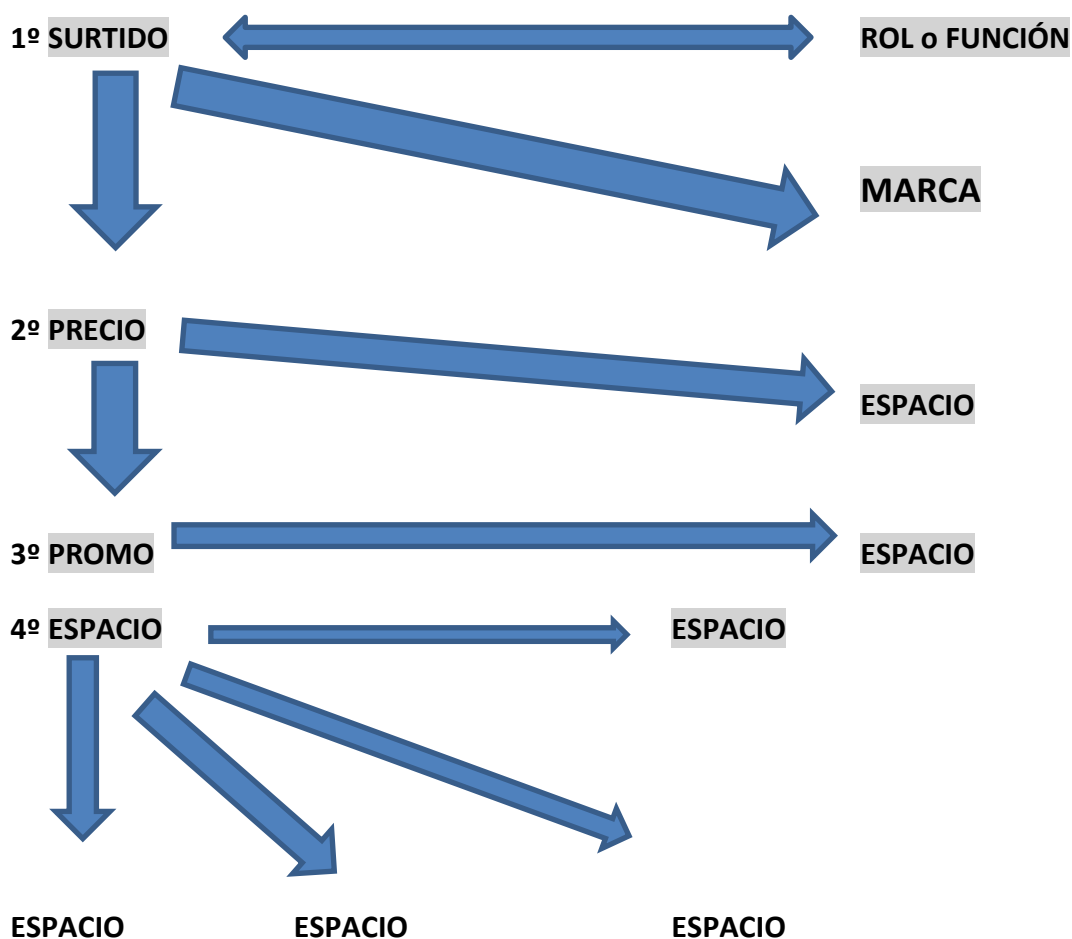 1º SURTIDO ROL o FUNCIÓN
MARCA
2º PRECIO
ESPACIO
3º PROMO ESPACIO
4º ESPACIO ESPACIO
ESPACIO ESPACIO ESPACIO